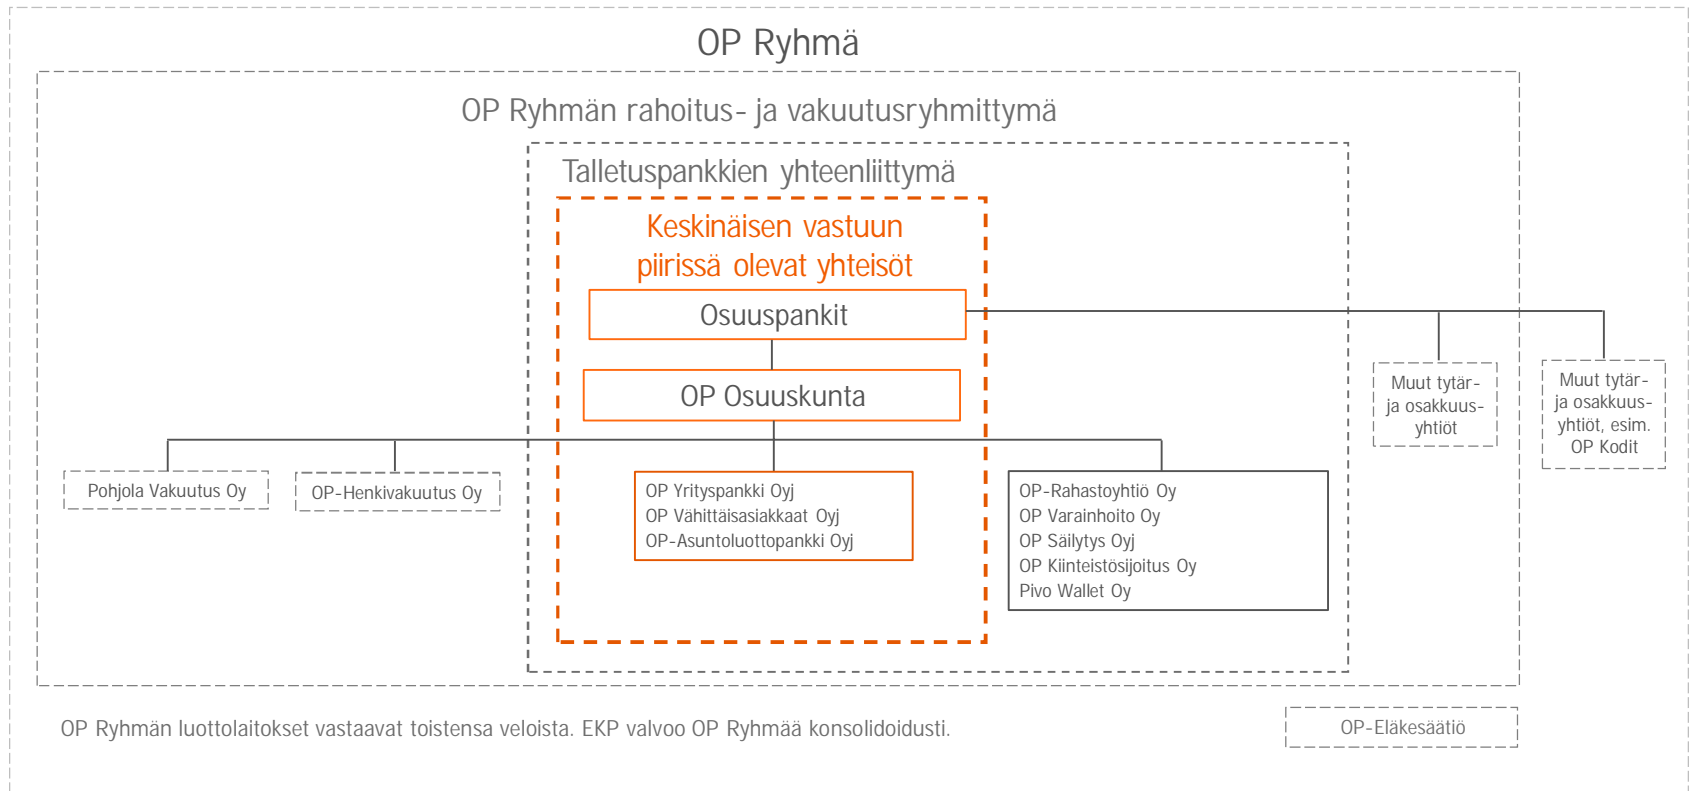 OP Ryhmä
OP Ryhmän rahoitus- ja vakuutusryhmittymä
Talletuspankkien yhteenliittymä
Keskinäisen vastuun
piirissä olevat yhteisöt
Osuuspankit
OP Osuuskunta
Muut tytär-
ja osakkuus-
yhtiöt
Muut tytär-
ja osakkuus-
yhtiöt, esim.
OP Kodit
Pohjola Vakuutus Oy
OP-Henkivakuutus Oy
OP Yrityspankki Oyj
OP Vähittäisasiakkaat Oyj
OP-Asuntoluottopankki Oyj
OP-Rahastoyhtiö Oy
OP Varainhoito Oy
OP Säilytys Oyj
OP Kiinteistösijoitus Oy
Pivo Wallet Oy
OP Ryhmän luottolaitokset vastaavat toistensa veloista. EKP valvoo OP Ryhmää konsolidoidusti.
OP-Eläkesäätiö